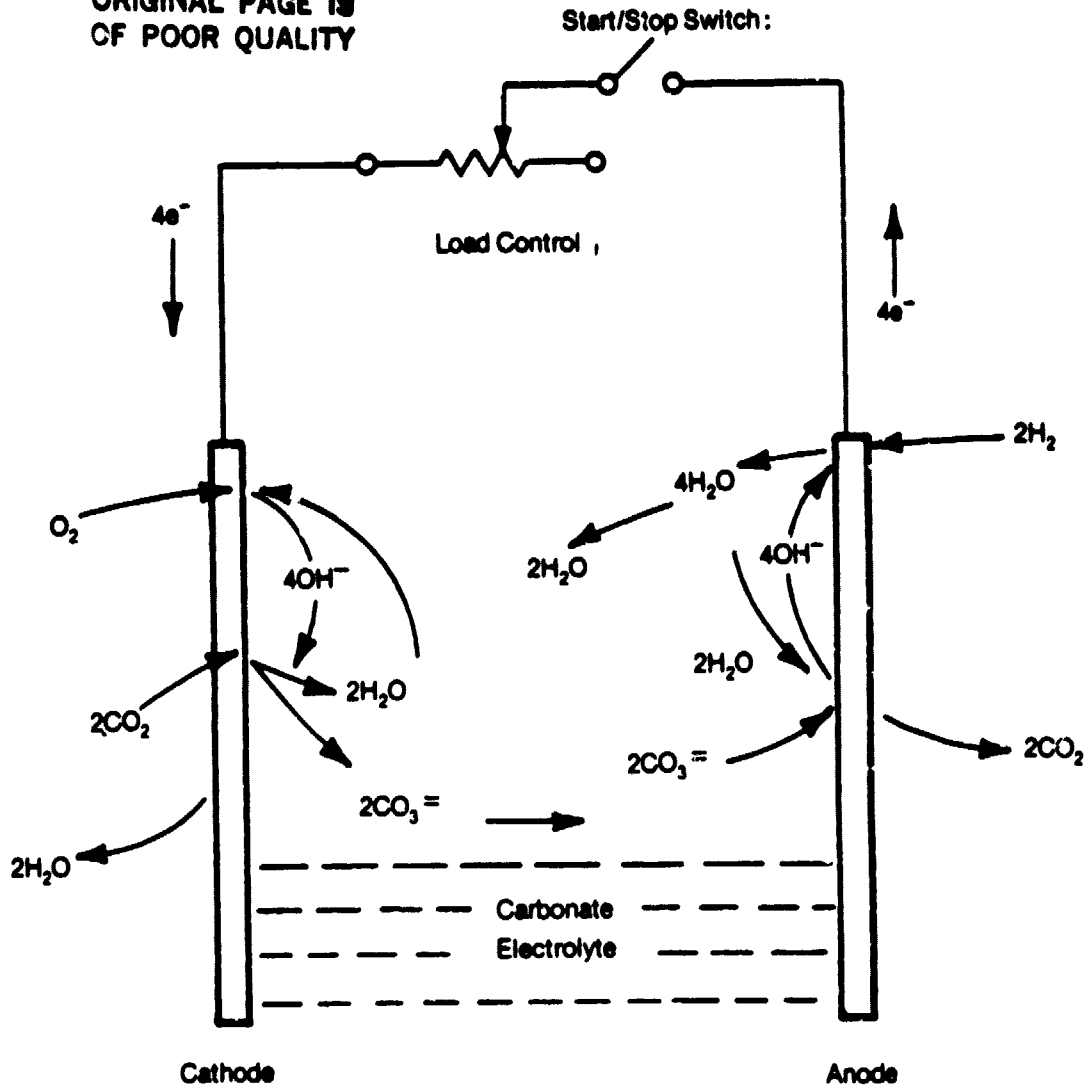 ORIGINAL PAGE IS
OF POOR QUALITY
Start/Stop Switch:
4e⁻
Load Control
4e⁻
2H₂
4H₂O
O₂
2H₂O
4OH⁻
4OH⁻
2H₂O
2H₂O
2CO₂
2CO₃=
2CO₂
2CO₃=
2H₂O
Carbonate
Electrolyte
Cathode
Anode